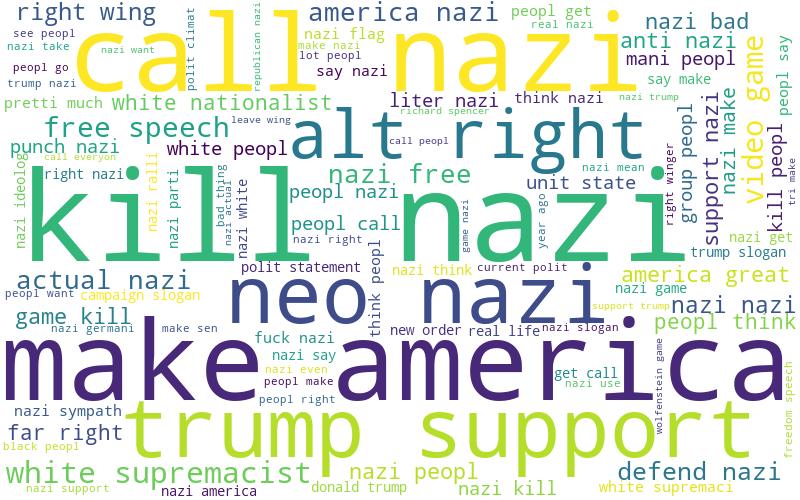 right wing
america nazi
peopl get
real nazi
nazi bad
see peopl
nazi take
nazi want
call nazi
polit climat
republican nazi
nazi flag
make nazi
lot peopl
say nazi
anti nazi
mani peopl
peopl go
trump nazi
say make
video game
peopl say
pretti much
white nationalist
liter nazi
think nazi
nazi trump
richard spencer
free speech
leave wing
alt right
call peopl
support nazi
nazi make
group peopl
kill peopl
tri make
right winger
punch nazi
call everyon
white peopl
nazi mean
right nazi
nazi free
unit state
nazi ideolog
nazi ralli
nazi parti
kill nazi
bad thing
nazi actual
nazi white
peopl nazi
peopl call
nazi right
game nazi
year ago
nazi get
trump slogan
actual nazi
polit statement
think peopl
nazi think
current polit
america great
peopl want
campaign slogan
neo nazi
nazi game
support trump
nazi nazi
game kill
nazi germani
make sen
new order
real life
nazi slogan
peopl think
fuck nazi
nazi say
nazi even
peopl make
make america
get call
nazi use
wolfenstein game
freedom speech
peopl right
nazi sympath
far right
black peopl
trump support
white supremacist
nazi peopl
defend nazi
nazi support
nazi america
donald trump
nazi kill
white supremaci